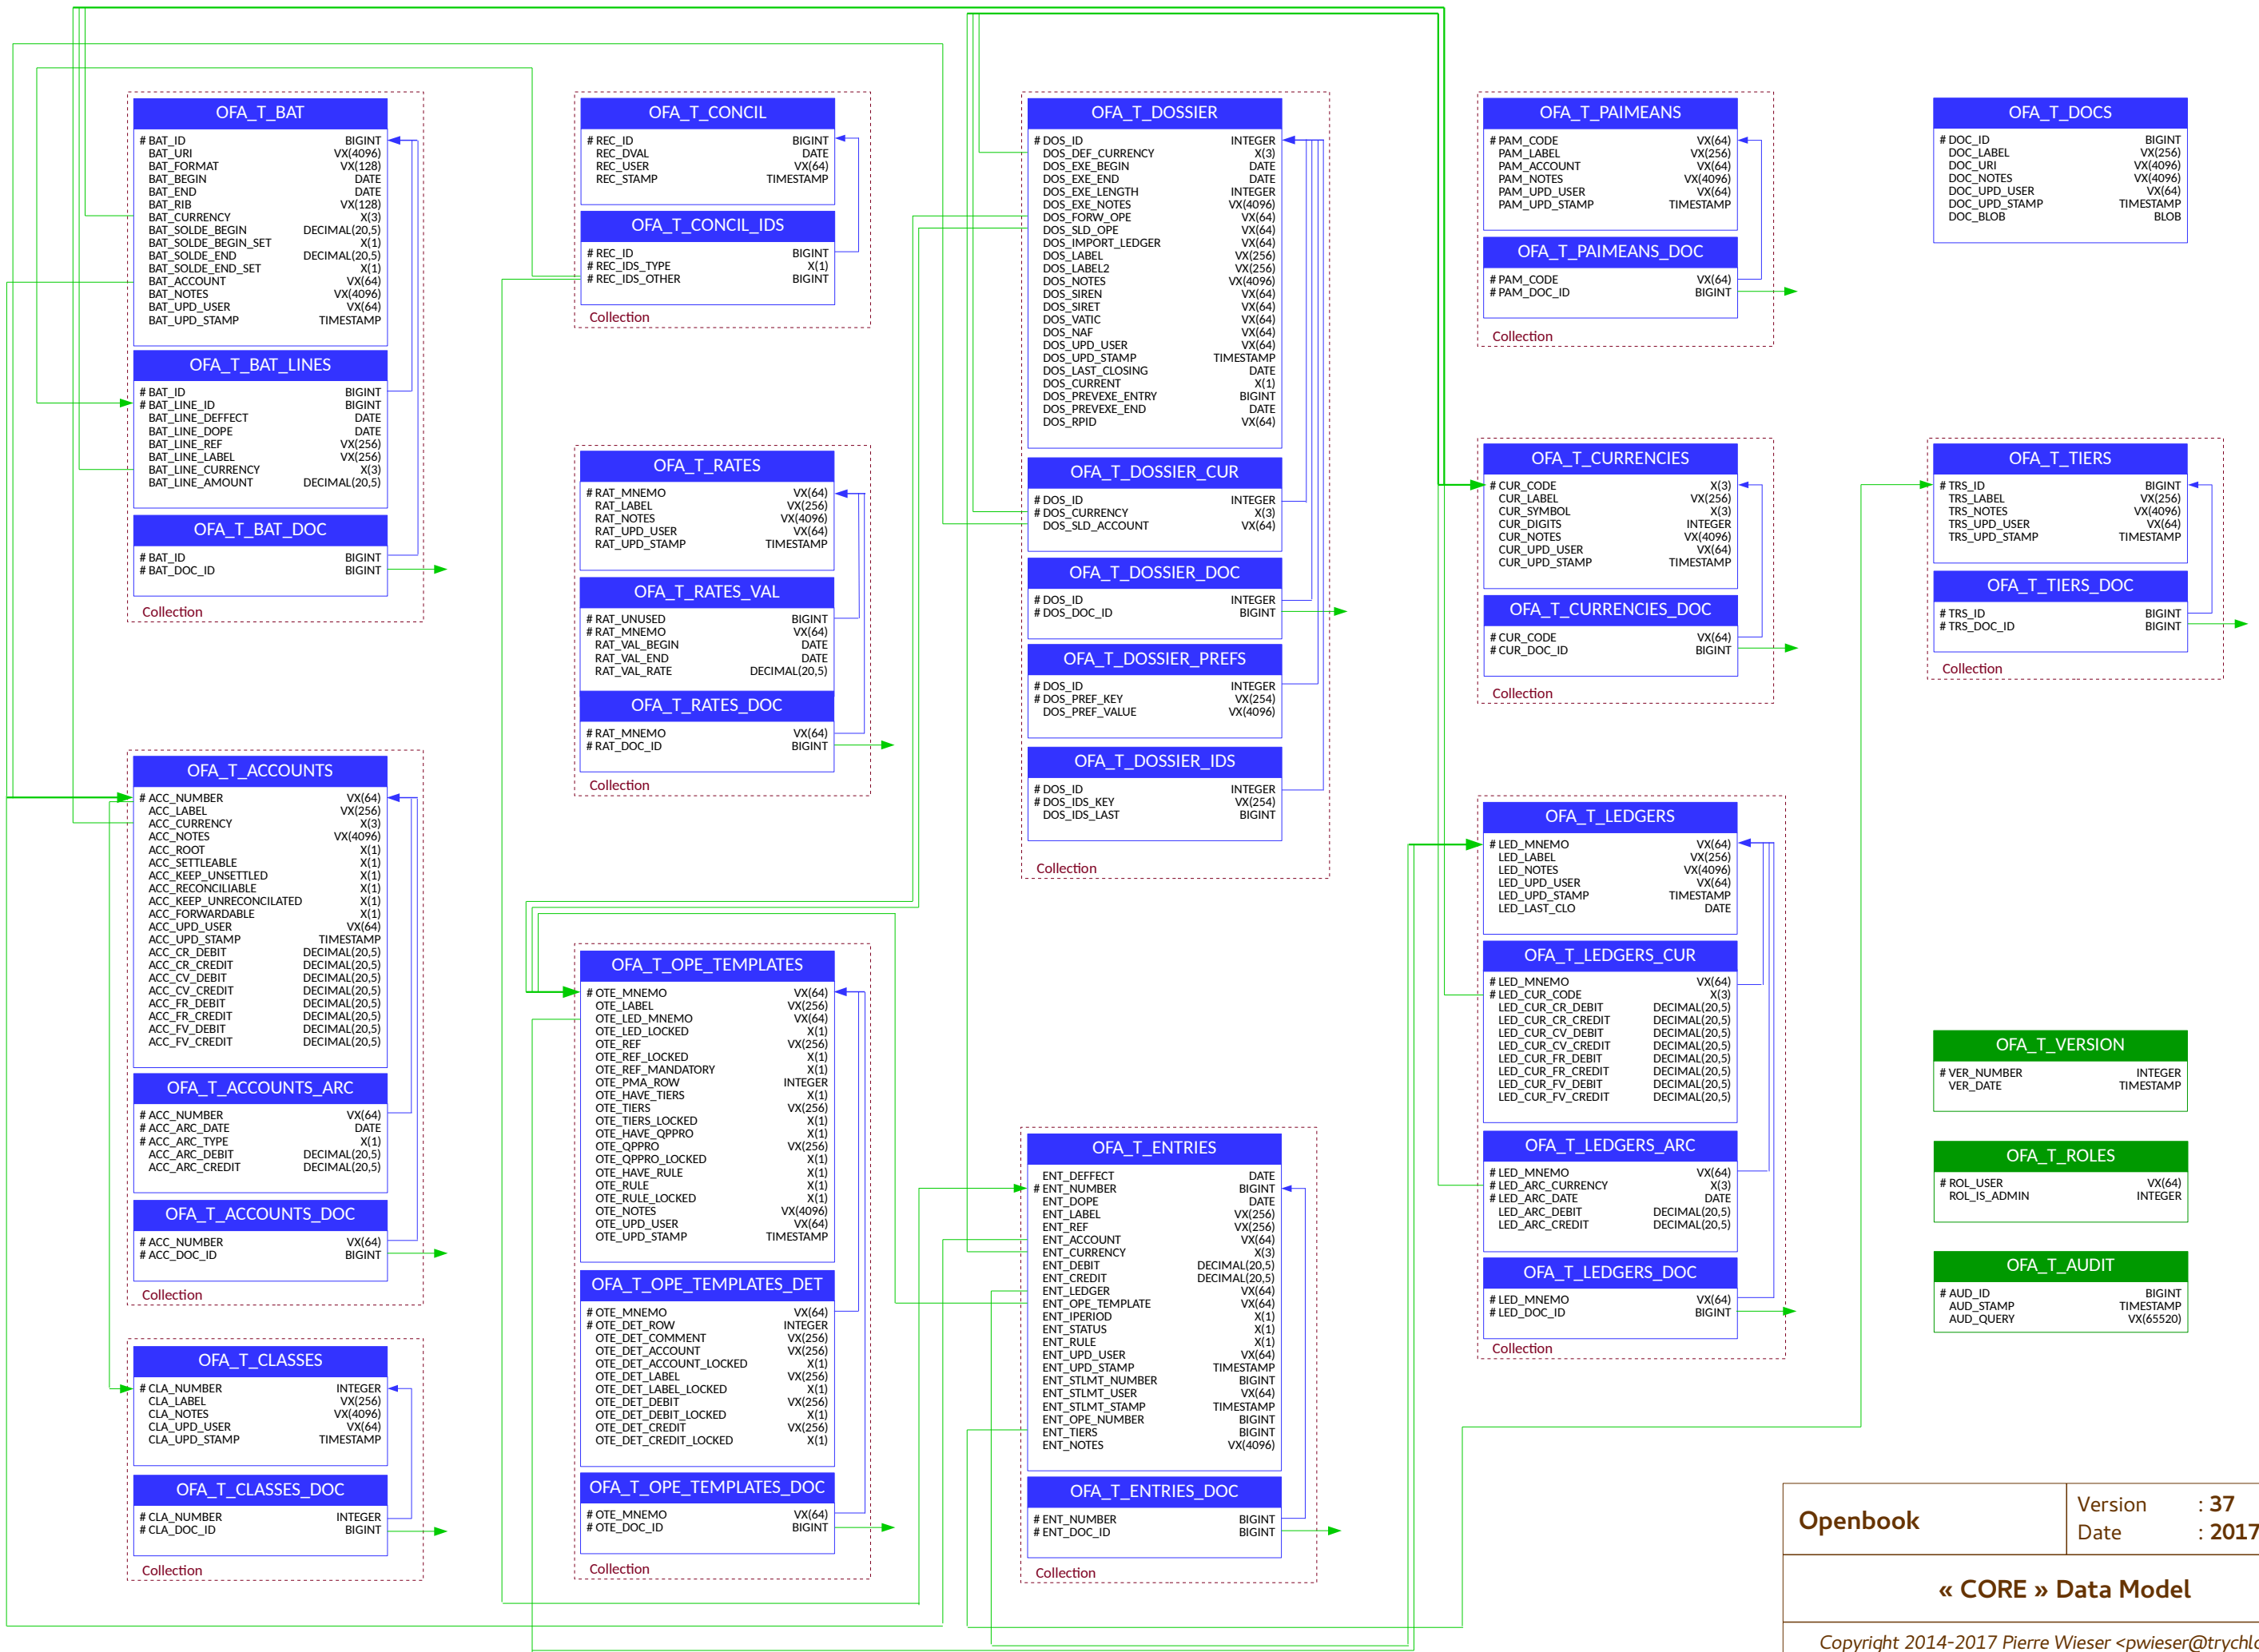 OFA_T_BAT
# BAT_ID BIGINT
BAT_URI VX(4096)
BAT_FORMAT VX(128)
BAT_BEGIN DATE
BAT_END DATE
BAT_RIB VX(128)
BAT_CURRENCY X(3)
BAT_SOLDE_BEGIN DECIMAL(20,5)
BAT_SOLDE_BEGIN_SET X(1)
BAT_SOLDE_END DECIMAL(20,5)
BAT_SOLDE_END_SET X(1)
BAT_ACCOUNT VX(64)
BAT_NOTES VX(4096)
BAT_UPD_USER VX(64)
BAT_UPD_STAMP TIMESTAMP
OFA_T_BAT_LINES
# BAT_ID BIGINT
# BAT_LINE_ID BIGINT
BAT_LINE_DEFFECT DATE
BAT_LINE_DOPE DATE
BAT_LINE_REF VX(256)
BAT_LINE_LABEL VX(256)
BAT_LINE_CURRENCY X(3)
BAT_LINE_AMOUNT DECIMAL(20,5)
OFA_T_BAT_DOC
# BAT_ID BIGINT
# BAT_DOC_ID BIGINT
Collection
OFA_T_ACCOUNTS
# ACC_NUMBER VX(64)
ACC_LABEL VX(256)
ACC_CURRENCY X(3)
ACC_NOTES VX(4096)
ACC_ROOT X(1)
ACC_SETTLEABLE X(1)
ACC_KEEP_UNSETTLED X(1)
ACC_RECONCILIABLE X(1)
ACC_KEEP_UNRECONCILATED X(1)
ACC_FORWARDABLE X(1)
ACC_UPD_USER VX(64)
ACC_UPD_STAMP TIMESTAMP
ACC_CR_DEBIT DECIMAL(20,5)
ACC_CR_CREDIT DECIMAL(20,5)
ACC_CV_DEBIT DECIMAL(20,5)
ACC_CV_CREDIT DECIMAL(20,5)
ACC_FR_DEBIT DECIMAL(20,5)
ACC_FR_CREDIT DECIMAL(20,5)
ACC_FV_DEBIT DECIMAL(20,5)
ACC_FV_CREDIT DECIMAL(20,5)
OFA_T_ACCOUNTS_ARC
# ACC_NUMBER VX(64)
# ACC_ARC_DATE DATE
# ACC_ARC_TYPE X(1)
ACC_ARC_DEBIT DECIMAL(20,5)
ACC_ARC_CREDIT DECIMAL(20,5)
OFA_T_ACCOUNTS_DOC
# ACC_NUMBER VX(64)
# ACC_DOC_ID BIGINT
Collection
OFA_T_CLASSES
# CLA_NUMBER INTEGER
CLA_LABEL VX(256)
CLA_NOTES VX(4096)
CLA_UPD_USER VX(64)
CLA_UPD_STAMP TIMESTAMP
OFA_T_CLASSES_DOC
# CLA_NUMBER INTEGER
# CLA_DOC_ID BIGINT
Collection
OFA_T_CONCIL
# REC_ID BIGINT
REC_DVAL DATE
REC_USER VX(64)
REC_STAMP TIMESTAMP
OFA_T_CONCIL_IDS
# REC_ID BIGINT
# REC_IDS_TYPE X(1)
# REC_IDS_OTHER BIGINT
Collection
OFA_T_RATES
# RAT_MNEMO VX(64)
RAT_LABEL VX(256)
RAT_NOTES VX(4096)
RAT_UPD_USER VX(64)
RAT_UPD_STAMP TIMESTAMP
OFA_T_RATES_VAL
# RAT_UNUSED BIGINT
# RAT_MNEMO VX(64)
RAT_VAL_BEGIN DATE
RAT_VAL_END DATE
RAT_VAL_RATE DECIMAL(20,5)
OFA_T_RATES_DOC
# RAT_MNEMO VX(64)
# RAT_DOC_ID BIGINT
Collection
OFA_T_OPE_TEMPLATES
# OTE_MNEMO VX(64)
OTE_LABEL VX(256)
OTE_LED_MNEMO VX(64)
OTE_LED_LOCKED X(1)
OTE_REF VX(256)
OTE_REF_LOCKED X(1)
OTE_REF_MANDATORY X(1)
OTE_PMA_ROW INTEGER
OTE_HAVE_TIERS X(1)
OTE_TIERS VX(256)
OTE_TIERS_LOCKED X(1)
OTE_HAVE_QPPRO X(1)
OTE_QPPRO VX(256)
OTE_QPPRO_LOCKED X(1)
OTE_HAVE_RULE X(1)
OTE_RULE X(1)
OTE_RULE_LOCKED X(1)
OTE_NOTES VX(4096)
OTE_UPD_USER VX(64)
OTE_UPD_STAMP TIMESTAMP
OFA_T_OPE_TEMPLATES_DET
# OTE_MNEMO VX(64)
# OTE_DET_ROW INTEGER
OTE_DET_COMMENT VX(256)
OTE_DET_ACCOUNT VX(256)
OTE_DET_ACCOUNT_LOCKED X(1)
OTE_DET_LABEL VX(256)
OTE_DET_LABEL_LOCKED X(1)
OTE_DET_DEBIT VX(256)
OTE_DET_DEBIT_LOCKED X(1)
OTE_DET_CREDIT VX(256)
OTE_DET_CREDIT_LOCKED X(1)
OFA_T_OPE_TEMPLATES_DOC
# OTE_MNEMO VX(64)
# OTE_DOC_ID BIGINT
Collection
OFA_T_DOSSIER
# DOS_ID INTEGER
DOS_DEF_CURRENCY X(3)
DOS_EXE_BEGIN DATE
DOS_EXE_END DATE
DOS_EXE_LENGTH INTEGER
DOS_EXE_NOTES VX(4096)
DOS_FORW_OPE VX(64)
DOS_SLD_OPE VX(64)
DOS_IMPORT_LEDGER VX(64)
DOS_LABEL VX(256)
DOS_LABEL2 VX(256)
DOS_NOTES VX(4096)
DOS_SIREN VX(64)
DOS_SIRET VX(64)
DOS_VATIC VX(64)
DOS_NAF VX(64)
DOS_UPD_USER VX(64)
DOS_UPD_STAMP TIMESTAMP
DOS_LAST_CLOSING DATE
DOS_CURRENT X(1)
DOS_PREVEXE_ENTRY BIGINT
DOS_PREVEXE_END DATE
DOS_RPID VX(64)
OFA_T_DOSSIER_CUR
# DOS_ID INTEGER
# DOS_CURRENCY X(3)
DOS_SLD_ACCOUNT VX(64)
OFA_T_DOSSIER_DOC
# DOS_ID INTEGER
# DOS_DOC_ID BIGINT
OFA_T_DOSSIER_PREFS
# DOS_ID INTEGER
# DOS_PREF_KEY VX(254)
DOS_PREF_VALUE VX(4096)
OFA_T_DOSSIER_IDS
# DOS_ID INTEGER
# DOS_IDS_KEY VX(254)
DOS_IDS_LAST BIGINT
Collection
OFA_T_ENTRIES
ENT_DEFFECT DATE
# ENT_NUMBER BIGINT
ENT_DOPE DATE
ENT_LABEL VX(256)
ENT_REF VX(256)
ENT_ACCOUNT VX(64)
ENT_CURRENCY X(3)
ENT_DEBIT DECIMAL(20,5)
ENT_CREDIT DECIMAL(20,5)
ENT_LEDGER VX(64)
ENT_OPE_TEMPLATE VX(64)
ENT_IPERIOD X(1)
ENT_STATUS X(1)
ENT_RULE X(1)
ENT_UPD_USER VX(64)
ENT_UPD_STAMP TIMESTAMP
ENT_STLMT_NUMBER BIGINT
ENT_STLMT_USER VX(64)
ENT_STLMT_STAMP TIMESTAMP
ENT_OPE_NUMBER BIGINT
ENT_TIERS BIGINT
ENT_NOTES VX(4096)
OFA_T_ENTRIES_DOC
# ENT_NUMBER BIGINT
# ENT_DOC_ID BIGINT
Collection
OFA_T_PAIMEANS
# PAM_CODE VX(64)
PAM_LABEL VX(256)
PAM_ACCOUNT VX(64)
PAM_NOTES VX(4096)
PAM_UPD_USER VX(64)
PAM_UPD_STAMP TIMESTAMP
OFA_T_PAIMEANS_DOC
# PAM_CODE VX(64)
# PAM_DOC_ID BIGINT
Collection
OFA_T_CURRENCIES
# CUR_CODE X(3)
CUR_LABEL VX(256)
CUR_SYMBOL X(3)
CUR_DIGITS INTEGER
CUR_NOTES VX(4096)
CUR_UPD_USER VX(64)
CUR_UPD_STAMP TIMESTAMP
OFA_T_CURRENCIES_DOC
# CUR_CODE VX(64)
# CUR_DOC_ID BIGINT
Collection
OFA_T_LEDGERS
# LED_MNEMO VX(64)
LED_LABEL VX(256)
LED_NOTES VX(4096)
LED_UPD_USER VX(64)
LED_UPD_STAMP TIMESTAMP
LED_LAST_CLO DATE
OFA_T_LEDGERS_CUR
# LED_MNEMO VX(64)
# LED_CUR_CODE X(3)
LED_CUR_CR_DEBIT DECIMAL(20,5)
LED_CUR_CR_CREDIT DECIMAL(20,5)
LED_CUR_CV_DEBIT DECIMAL(20,5)
LED_CUR_CV_CREDIT DECIMAL(20,5)
LED_CUR_FR_DEBIT DECIMAL(20,5)
LED_CUR_FR_CREDIT DECIMAL(20,5)
LED_CUR_FV_DEBIT DECIMAL(20,5)
LED_CUR_FV_CREDIT DECIMAL(20,5)
OFA_T_LEDGERS_ARC
# LED_MNEMO VX(64)
# LED_ARC_CURRENCY X(3)
# LED_ARC_DATE DATE
LED_ARC_DEBIT DECIMAL(20,5)
LED_ARC_CREDIT DECIMAL(20,5)
OFA_T_LEDGERS_DOC
# LED_MNEMO VX(64)
# LED_DOC_ID BIGINT
Collection
OFA_T_DOCS
# DOC_ID BIGINT
DOC_LABEL VX(256)
DOC_URI VX(4096)
DOC_NOTES VX(4096)
DOC_UPD_USER VX(64)
DOC_UPD_STAMP TIMESTAMP
DOC_BLOB BLOB
OFA_T_TIERS
# TRS_ID BIGINT
TRS_LABEL VX(256)
TRS_NOTES VX(4096)
TRS_UPD_USER VX(64)
TRS_UPD_STAMP TIMESTAMP
OFA_T_TIERS_DOC
# TRS_ID BIGINT
# TRS_DOC_ID BIGINT
Collection
OFA_T_VERSION
# VER_NUMBER INTEGER
VER_DATE TIMESTAMP
OFA_T_ROLES
# ROL_USER VX(64)
ROL_IS_ADMIN INTEGER
OFA_T_AUDIT
# AUD_ID BIGINT
AUD_STAMP TIMESTAMP
AUD_QUERY VX(65520)
Openbook
Version : 37
Date : 2017
« CORE » Data Model
Copyright 2014-2017 Pierre Wieser <pwieser@trychlo